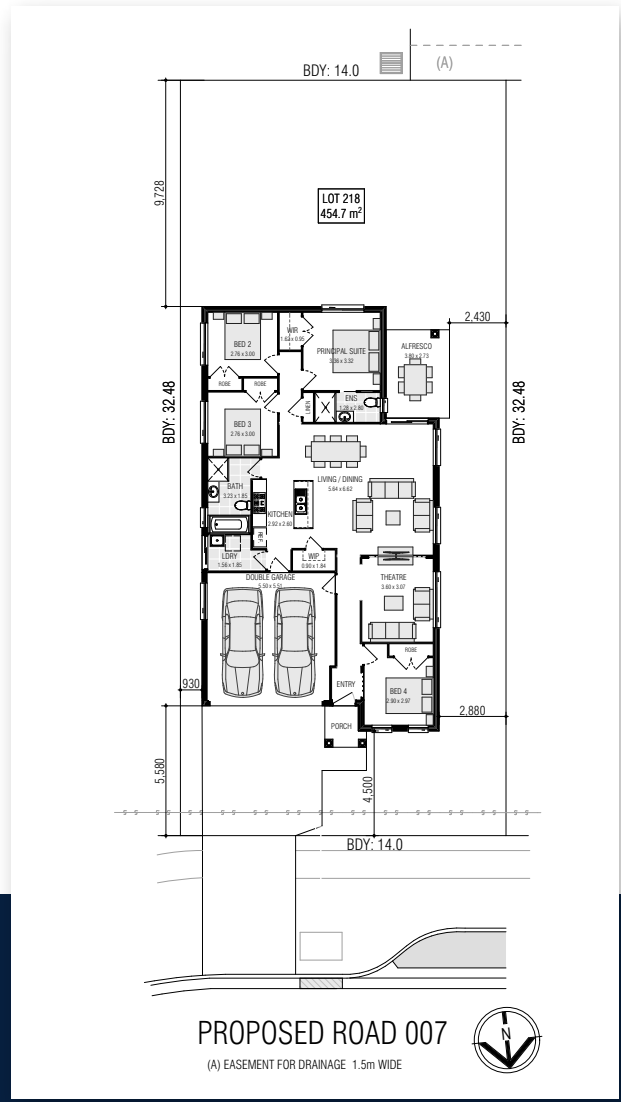 BDY: 14.0
(A)
9,728
LOT 218
454.7 m²
2,430
BED 2
2.76 x 3.00
WIR
PRINCIPAL SUITE
3.36 x 3.32
ALFRESCO
3.80 x 2.73
ROBE
ROBE
BDY: 32.48
BDY: 32.48
LINEN
ENS
1.28 x 2.80
BED 3
2.76 x 3.00
LIVING / DINING
5.64 x 6.62
BATH
3.23 x 1.85
KITCHEN
2.92 x 2.60
REF.
LDRY
1.56 x 1.85
WIP
0.90 x 1.84
THEATRE
3.60 x 3.07
DOUBLE GARAGE
5.50 x 5.51
ROBE
930
ENTRY
BED 4
2.90 x 2.97
2,880
PORCH
5,580
4,500
S S S S S S S S S S S S S S
BDY: 14.0
PROPOSED ROAD 007
N
(A) EASEMENT FOR DRAINAGE 1.5m WIDE